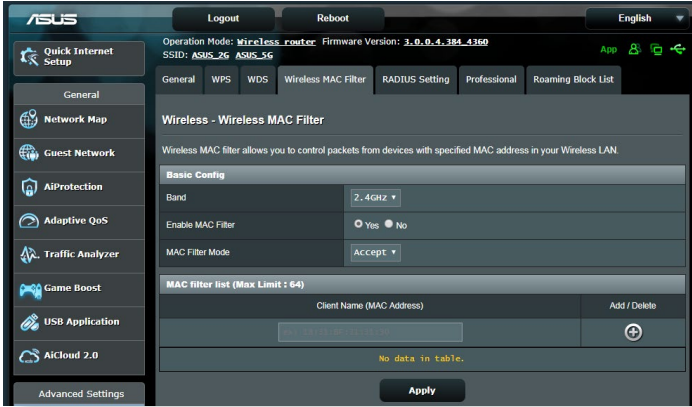 ASUS
Logout
Reboot
English
Quick Internet
Setup
General
Network Map
Guest Network
AiProtection
Adaptive QoS
Traffic Analyzer
Game Boost
USB Application
AiCloud 2.0
Advanced Settings
Operation Mode: Wireless router Firmware Version: 3.0.0.4.384_4360
SSID: ASUS_2G ASUS_5G
App
General WPS WDS Wireless MAC Filter RADIUS Setting Professional Roaming Block List
Wireless - Wireless MAC Filter
Wireless MAC filter allows you to control packets from devices with specified MAC address in your Wireless LAN.
Basic Config
Band 2.4GHz
Enable MAC Filter Yes No
MAC Filter Mode Accept
MAC filter list (Max Limit : 64)
Client Name (MAC Address) Add / Delete
No data in table.
Apply